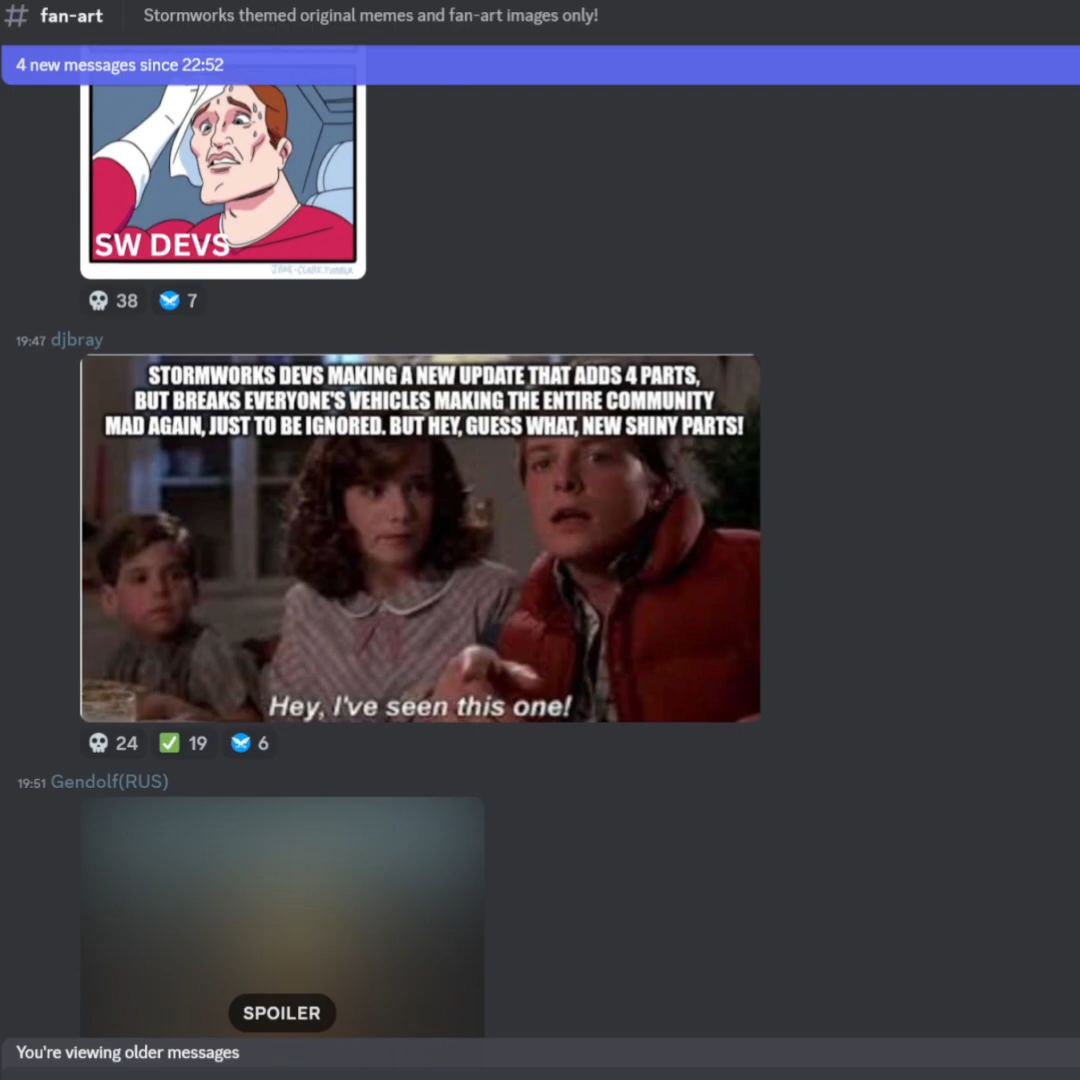 # fan-art
Stormworks themed original memes and fan-art images only!
4 new messages since 22:52
SW DEVS
JAKE-CLARK.TUMBLR
38
7
19:47 djbray
STORMWORKS DEVS MAKING A NEW UPDATE THAT ADDS 4 PARTS,
BUT BREAKS EVERYONE'S VEHICLES MAKING THE ENTIRE COMMUNITY
MAD AGAIN, JUST TO BE IGNORED. BUT HEY, GUESS WHAT, NEW SHINY PARTS!
Hey, I've seen this one!
24
19
6
19:51 Gendolf(RUS)
SPOILER
You're viewing older messages